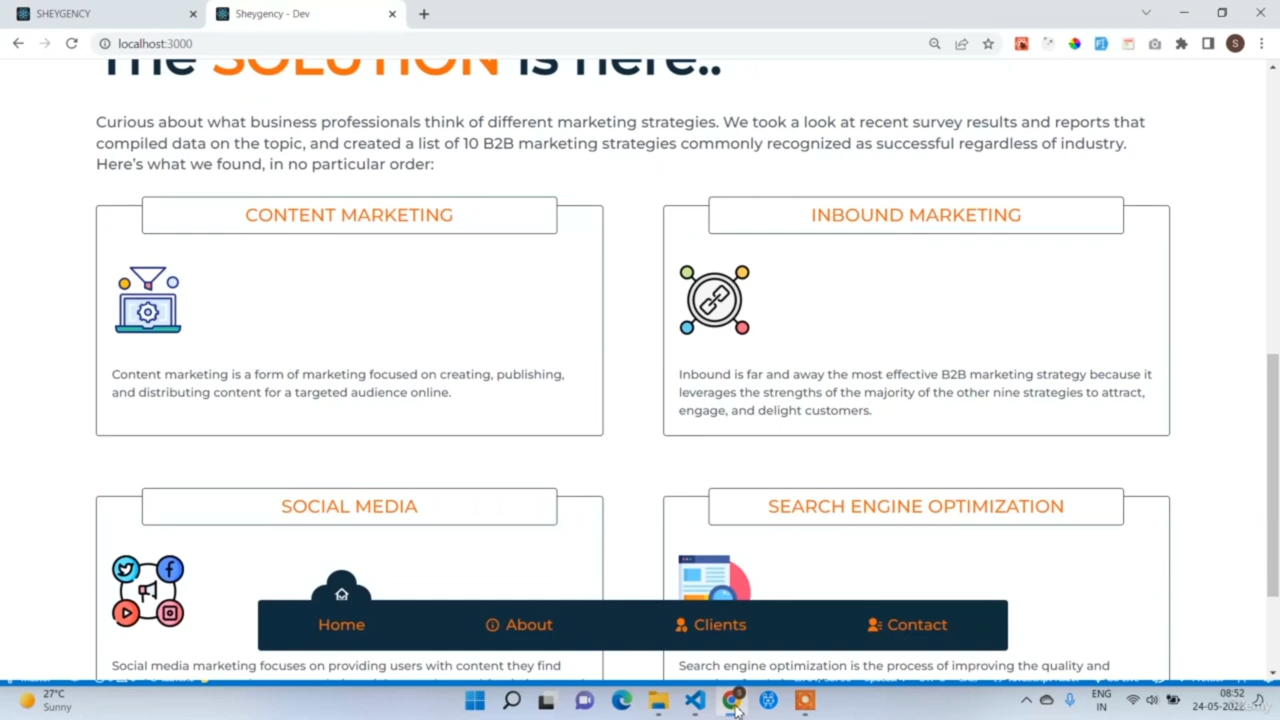 SHEYGENCY
Sheygency - Dev
localhost:3000
S
The SOLUTION is here..
Curious about what business professionals think of different marketing strategies. We took a look at recent survey results and reports that
compiled data on the topic, and created a list of 10 B2B marketing strategies commonly recognized as successful regardless of industry.
Here's what we found, in no particular order:
CONTENT MARKETING
INBOUND MARKETING
Content marketing is a form of marketing focused on creating, publishing,
and distributing content for a targeted audience online.
Inbound is far and away the most effective B2B marketing strategy because it
leverages the strengths of the majority of the other nine strategies to attract,
engage, and delight customers.
SOCIAL MEDIA
SEARCH ENGINE OPTIMIZATION
Home
About
Clients
Contact
Social media marketing focuses on providing users with content they find
Search engine optimization is the process of improving the quality and
27°C
Sunny
ENG
IN
08:52
24-05-2022